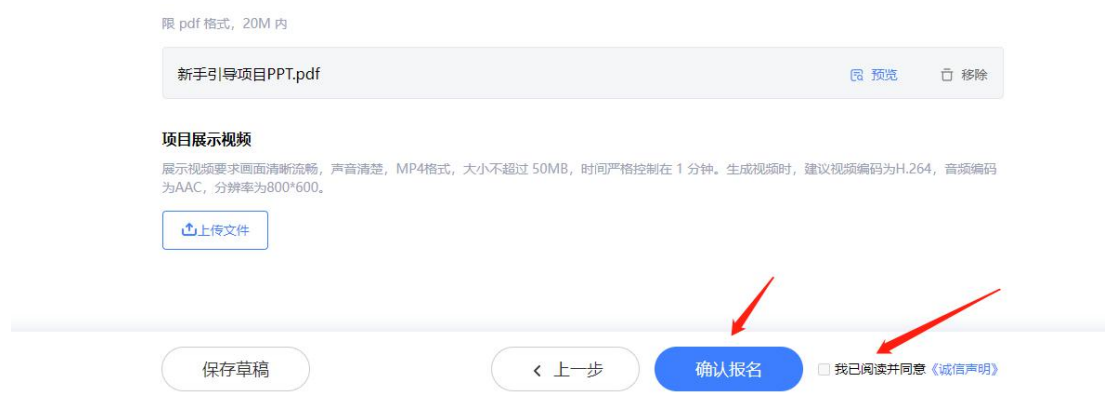 限 pdf 格式，20M 内
新手引导项目PPT.pdf 预览 移除
项目展示视频
展示视频要求画面清晰流畅，声音清楚，MP4格式，大小不超过 50MB，时间严格控制在 1 分钟。生成视频时，建议视频编码为H.264，音频编码
为AAC，分辨率为800*600。
上传文件
保存草稿 上一步 确认报名 我已阅读并同意《诚信声明》